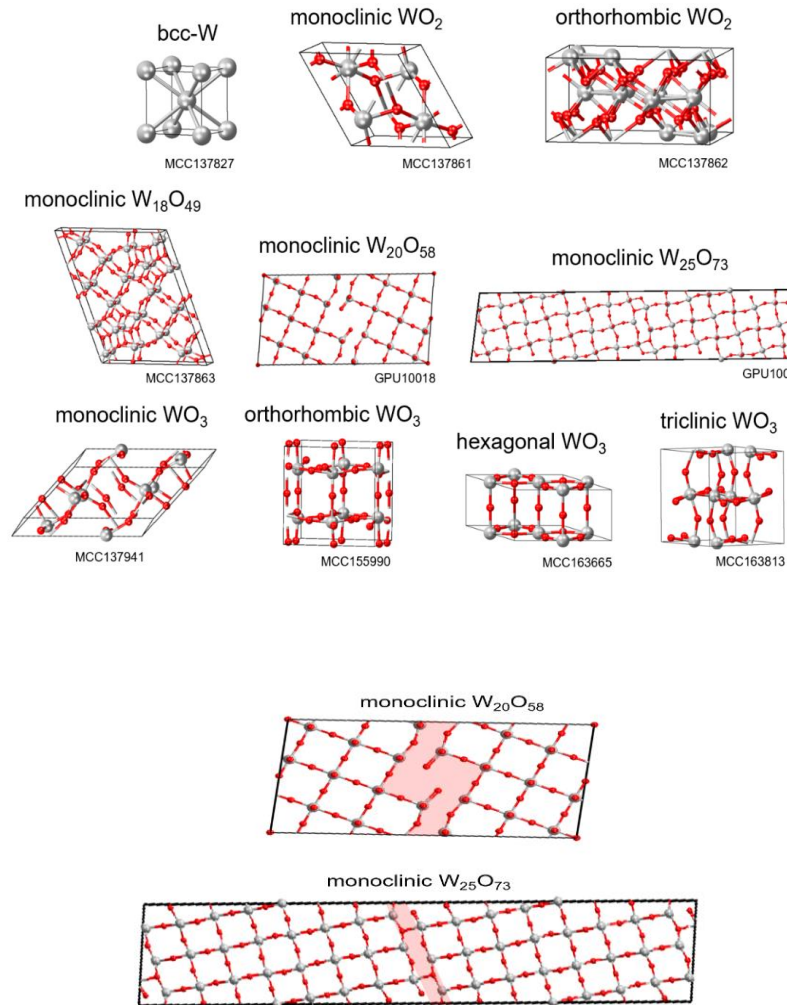 bcc-W
monoclinic WO₂
orthorhombic WO₂
MCC137827
MCC137861
MCC137862
monoclinic W₁₈O₄₉
monoclinic W₂₀O₅₈
monoclinic W₂₅O₇₃
MCC137863
GPU10018
GPU100
monoclinic WO₃
orthorhombic WO₃
hexagonal WO₃
triclinic WO₃
MCC137941
MCC155990
MCC163665
MCC163813
monoclinic W₂₀O₅₈
monoclinic W₂₅O₇₃